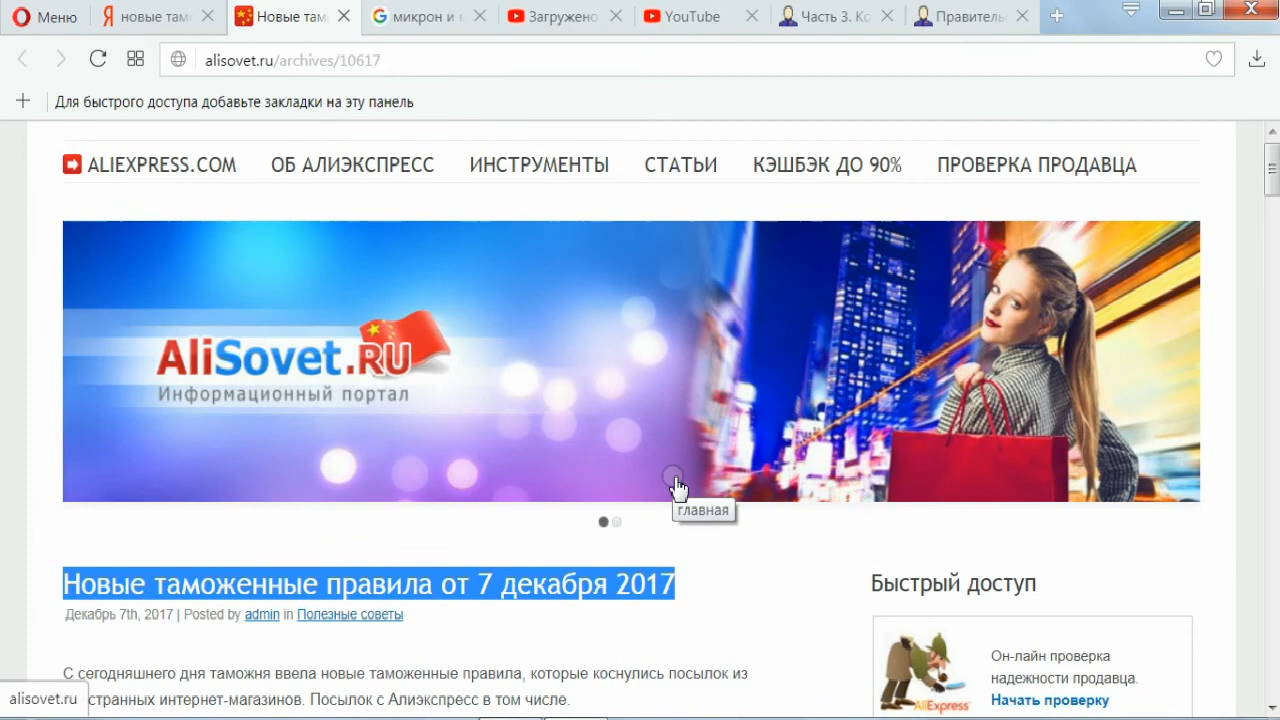 Меню
новые там
Новые там
микрон и
Загружено
YouTube
Часть 3. Ко
Правитель
alisovet.ru/archives/10617
Для быстрого доступа добавьте закладки на эту панель
ALIEXPRESS.COM ОБ АЛИЭКСПРЕСС ИНСТРУМЕНТЫ СТАТЬИ КЭШБЭК ДО 90% ПРОВЕРКА ПРОДАВЦА
AliSovet.RU
Информационный портал
главная
Новые таможенные правила от 7 декабря 2017
Декабрь 7th, 2017 | Posted by admin in Полезные советы
С сегодняшнего дня таможня ввела новые таможенные правила, которые коснулись посылок из
странных интернет-магазинов. Посылок с Алиэкспресс в том числе.
Быстрый доступ
Он-лайн проверка
надежности продавца.
Начать проверку
AliExpress
alisovet.ru